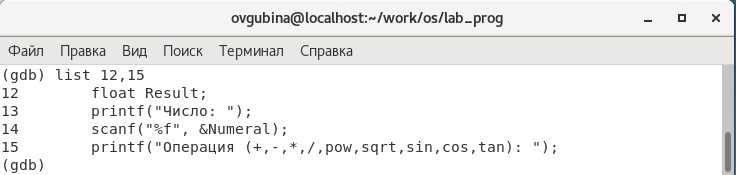 ovgubina@localhost:~/work/os/lab_prog
Файл Правка Вид Поиск Терминал Справка
(gdb) list 12,15
12 float Result;
13 printf("Число: ");
14 scanf("%f", &Numeral);
15 printf("Операция (+,-,*,/,pow,sqrt,sin,cos,tan): ");
(gdb)